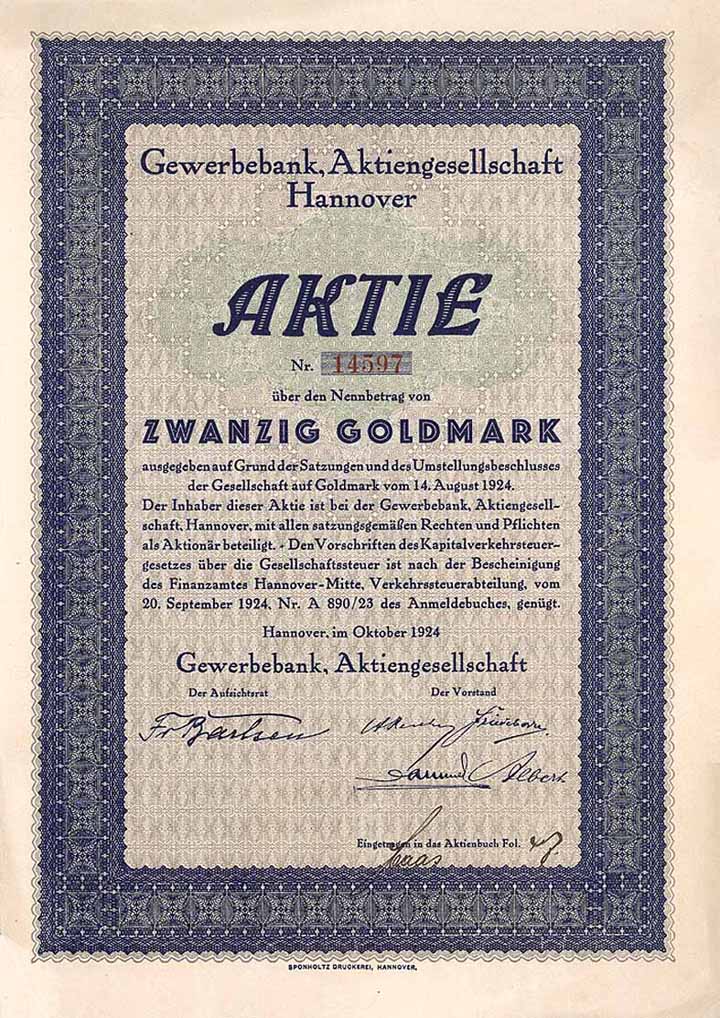 Gewerbebank, Aktiengesellschaft
Hannover
AKTIE
Nr. 14597
über den Nennbetrag von
ZWANZIG GOLDMARK
ausgegeben auf Grund der Satzungen und des Umstellungsbeschlusses
der Gesellschaft auf Goldmark vom 14. August 1924.
Der Inhaber dieser Aktie ist bei der Gewerbebank, Aktiengesell-
schaft, Hannover, mit allen satzungsgemäßen Rechten und Pflichten
als Aktionär beteiligt. - Den Vorschriften des Kapitalverkehrsteuer-
gesetzes über die Gesellschaftssteuer ist nach der Bescheinigung
des Finanzamtes Hannover-Mitte, Verkehrssteuerabteilung, vom
20. September 1924, Nr. A 890/23 des Anmeldebuches, genügt.
Hannover, im Oktober 1924
Gewerbebank, Aktiengesellschaft
Der Aufsichtsrat Der Vorstand
Albert
Eingetragen in das Aktienbuch Fol.
Haas
SPONHOLTZ DRUCKEREI, HANNOVER.